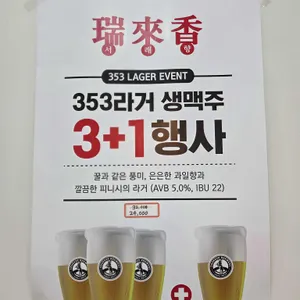 瑞來香
서래향
353 LAGER EVENT
353라거 생맥주
3+1행사
꿀과 같은 풍미, 은은한 과일향과
깔끔한 피니시의 라거 (AVB 5.0%, IBU 22)
24,000
+